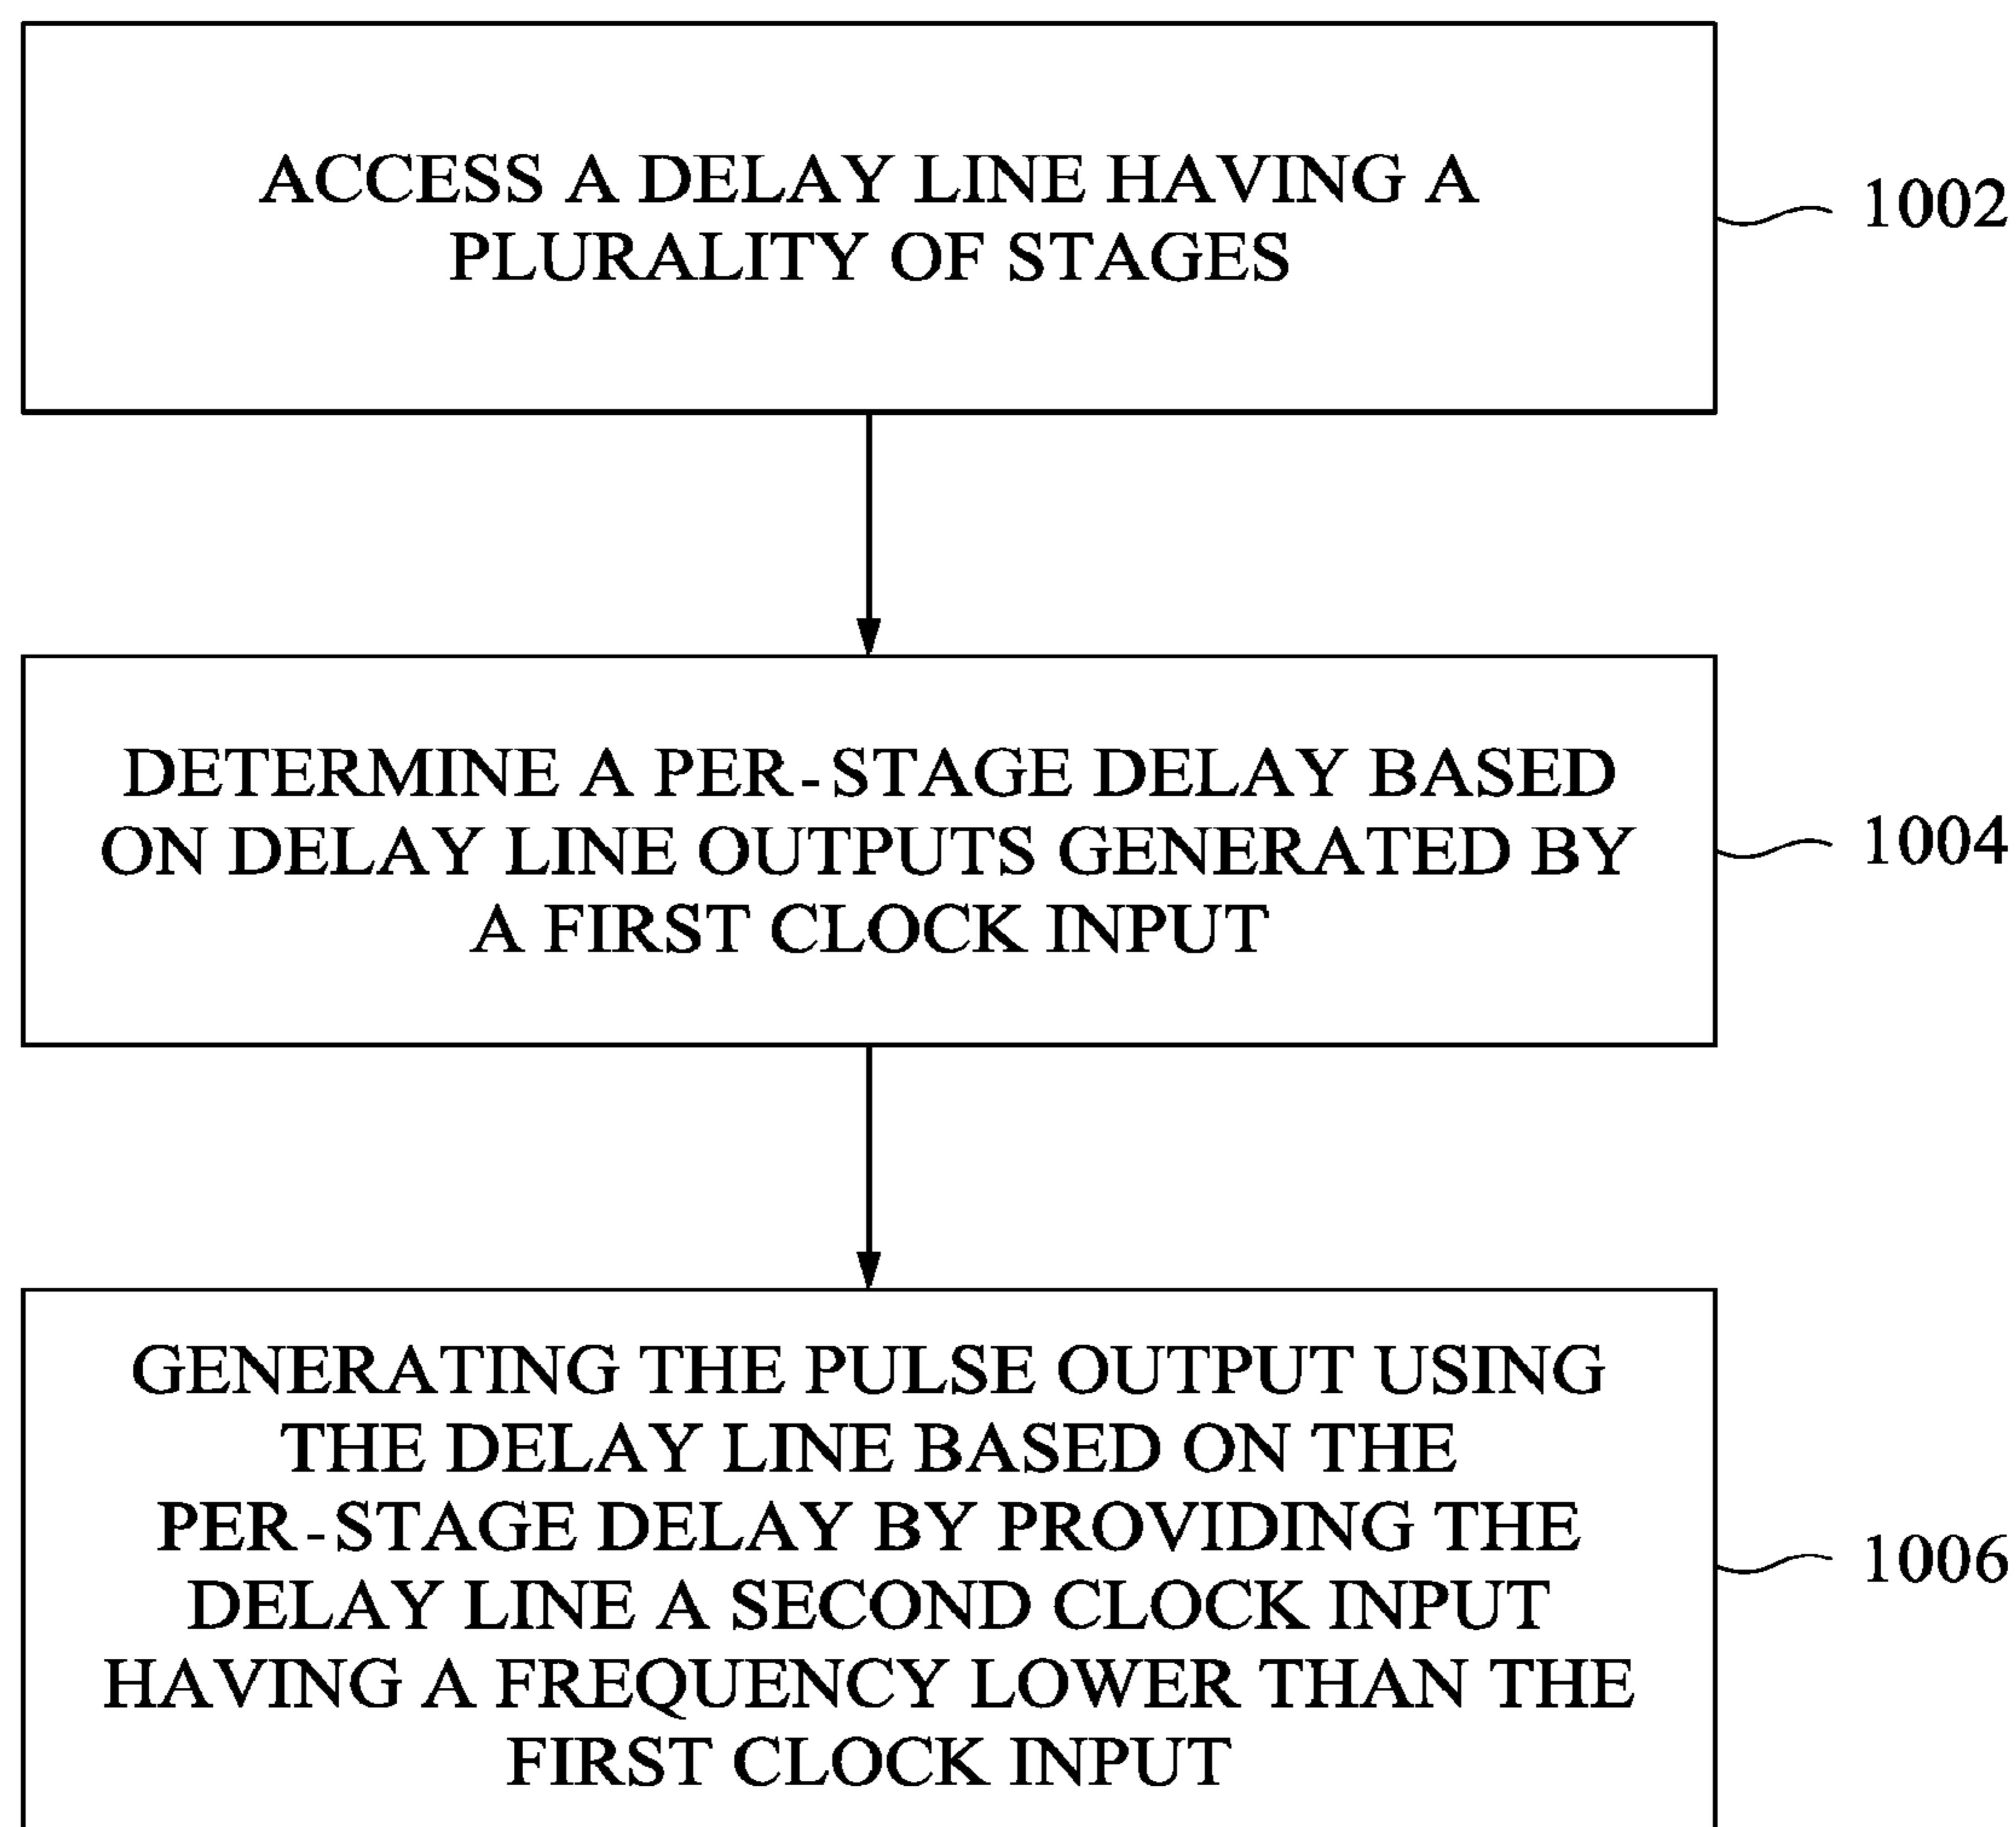 ACCESS A DELAY LINE HAVING A
PLURALITY OF STAGES
1002
DETERMINE A PER-STAGE DELAY BASED
ON DELAY LINE OUTPUTS GENERATED BY
A FIRST CLOCK INPUT
1004
GENERATING THE PULSE OUTPUT USING
THE DELAY LINE BASED ON THE
PER-STAGE DELAY BY PROVIDING THE
DELAY LINE A SECOND CLOCK INPUT
HAVING A FREQUENCY LOWER THAN THE
FIRST CLOCK INPUT
1006